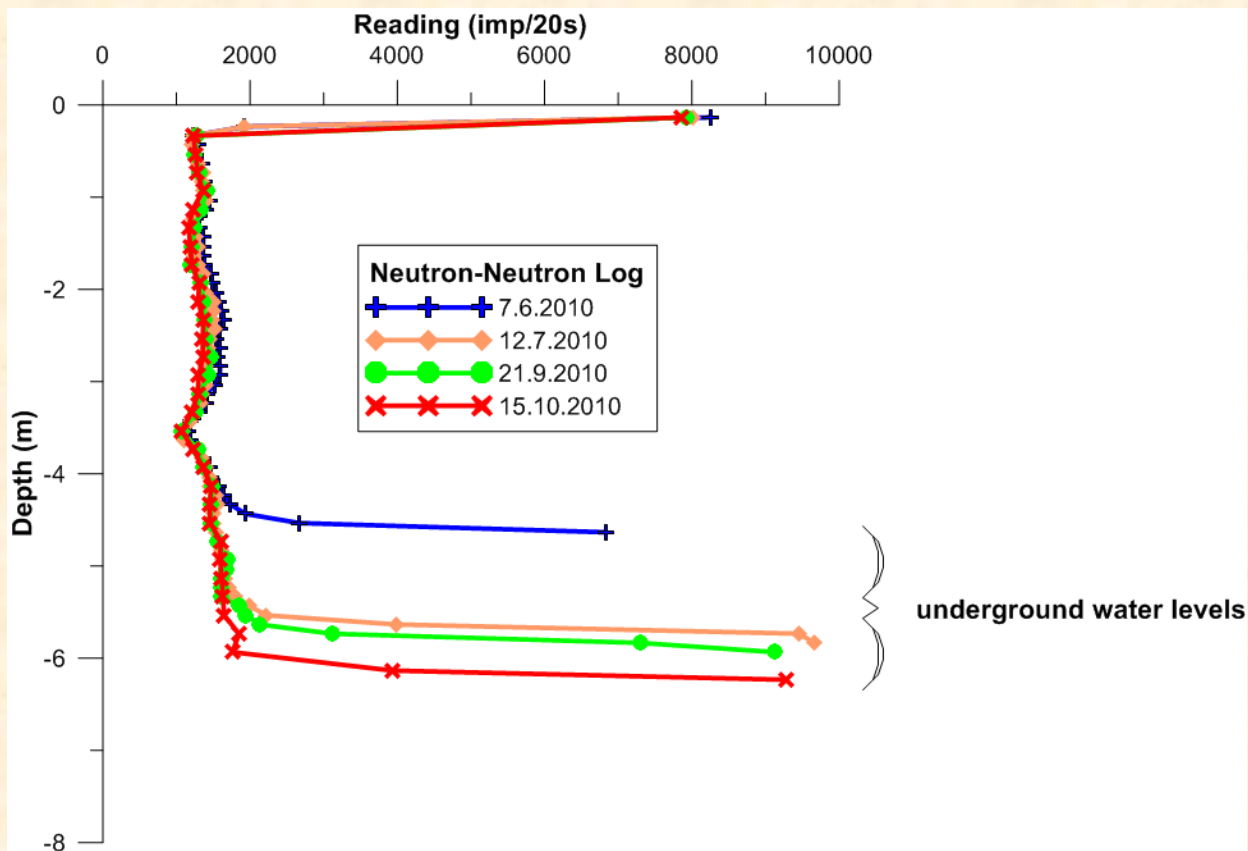 Reading (imp/20s)
0 2000 4000 6000 8000 10000
0
-2
-4
-6
-8
Depth (m)
Neutron-Neutron Log
7.6.2010
12.7.2010
21.9.2010
15.10.2010
underground water levels